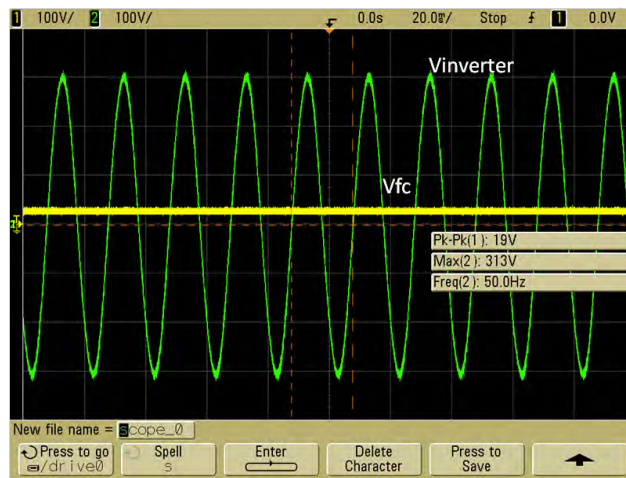 1 100V/ 2 100V/ 0.0s 20.0m/ Stop 1 0.0V
Vinverter
Vfc
Pk-Pk(1): 19V
Max(2): 313V
Freq(2): 50.0Hz
New file name = scope_0
Press to go
/drive0
Spell
s
Enter
Delete
Character
Press to
Save